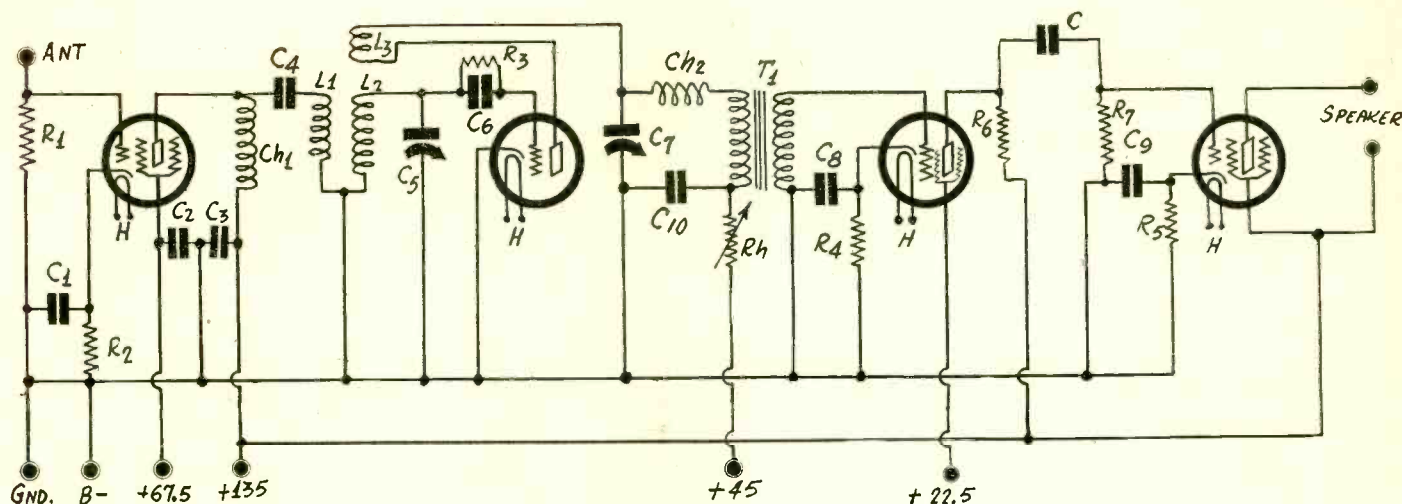 ANT
C4
L1
L2
L3
R3
C6
Ch2
T1
C
R1
Ch1
C5
C7
C8
R6
R7
C9
SPEAKER
C2
C3
H
H
C10
Rh
R4
H
R5
H
C1
R2
GND.
B-
+67.5
+135
+45
+22.5